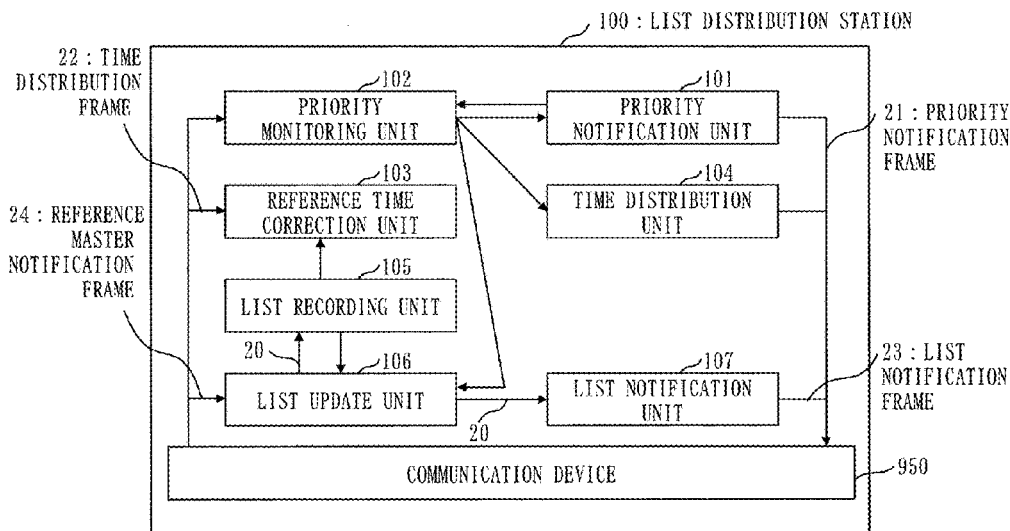 100 : LIST DISTRIBUTION STATION
22 : TIME
DISTRIBUTION
FRAME
102
PRIORITY
MONITORING UNIT
101
PRIORITY
NOTIFICATION UNIT
21 : PRIORITY
NOTIFICATION
FRAME
103
REFERENCE TIME
CORRECTION UNIT
104
TIME DISTRIBUTION
UNIT
24 : REFERENCE
MASTER
NOTIFICATION
FRAME
105
LIST RECORDING UNIT
20
106
LIST UPDATE UNIT
20
107
LIST NOTIFICATION
UNIT
23 : LIST
NOTIFICATION
FRAME
COMMUNICATION DEVICE
950